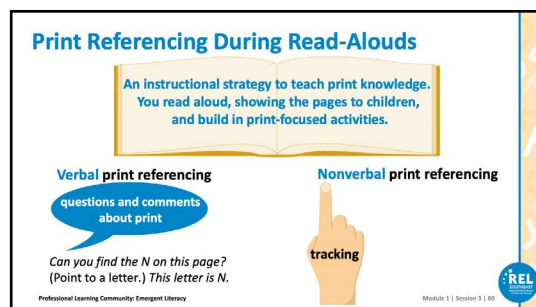 Print Referencing During Read-Alouds
An instructional strategy to teach print knowledge.
You read aloud, showing the pages to children,
and build in print-focused activities.
Verbal print referencing
Nonverbal print referencing
questions and comments
about print
tracking
Can you find the N on this page?
(Point to a letter.) This letter is N.
Professional Learning Community: Emergent Literacy
Module 1 | Session 3 | 60
REL
SOUTHEAST